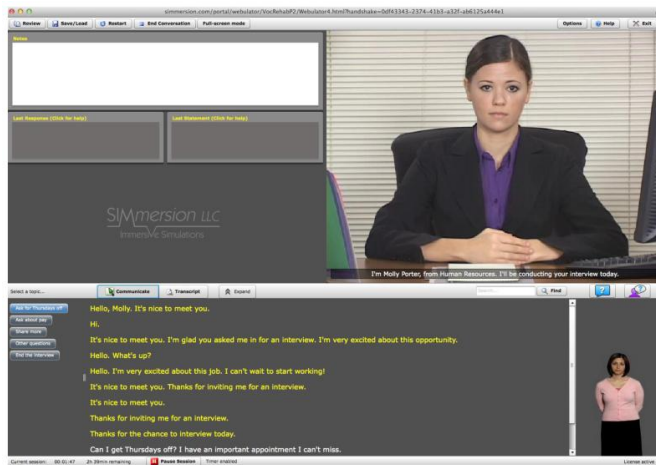 simmersion.com/portal/webulator/VocRehabP2/Webulator4.html?handshake=0df43343-2374-41b3-a32f-ab6125a444e1
Review Save/Load Restart End Conversation Full-screen mode Options Help Exit
Notes
Last Response (Click for help) Last Statement (Click for help)
SIMmersion LLC
Immersive Simulations
I'm Molly Porter, from Human Resources. I'll be conducting your interview today.
Select a topic... Communicate Transcript Expand Search... Find
Ask for Thursdays off
Ask about pay
Share more
Other questions
End the interview
Hello, Molly. It's nice to meet you.
Hi.
It's nice to meet you. I'm glad you asked me in for an interview. I'm very excited about this opportunity.
Hello. What's up?
Hello. I'm very excited about this job. I can't wait to start working!
It's nice to meet you. Thanks for inviting me for an interview.
It's nice to meet you.
Thanks for inviting me for an interview.
Thanks for the chance to interview today.
Can I get Thursdays off? I have an important appointment I can't miss.
Current session: 00:01:47 2h 39min remaining Pause Session Timer enabled License active